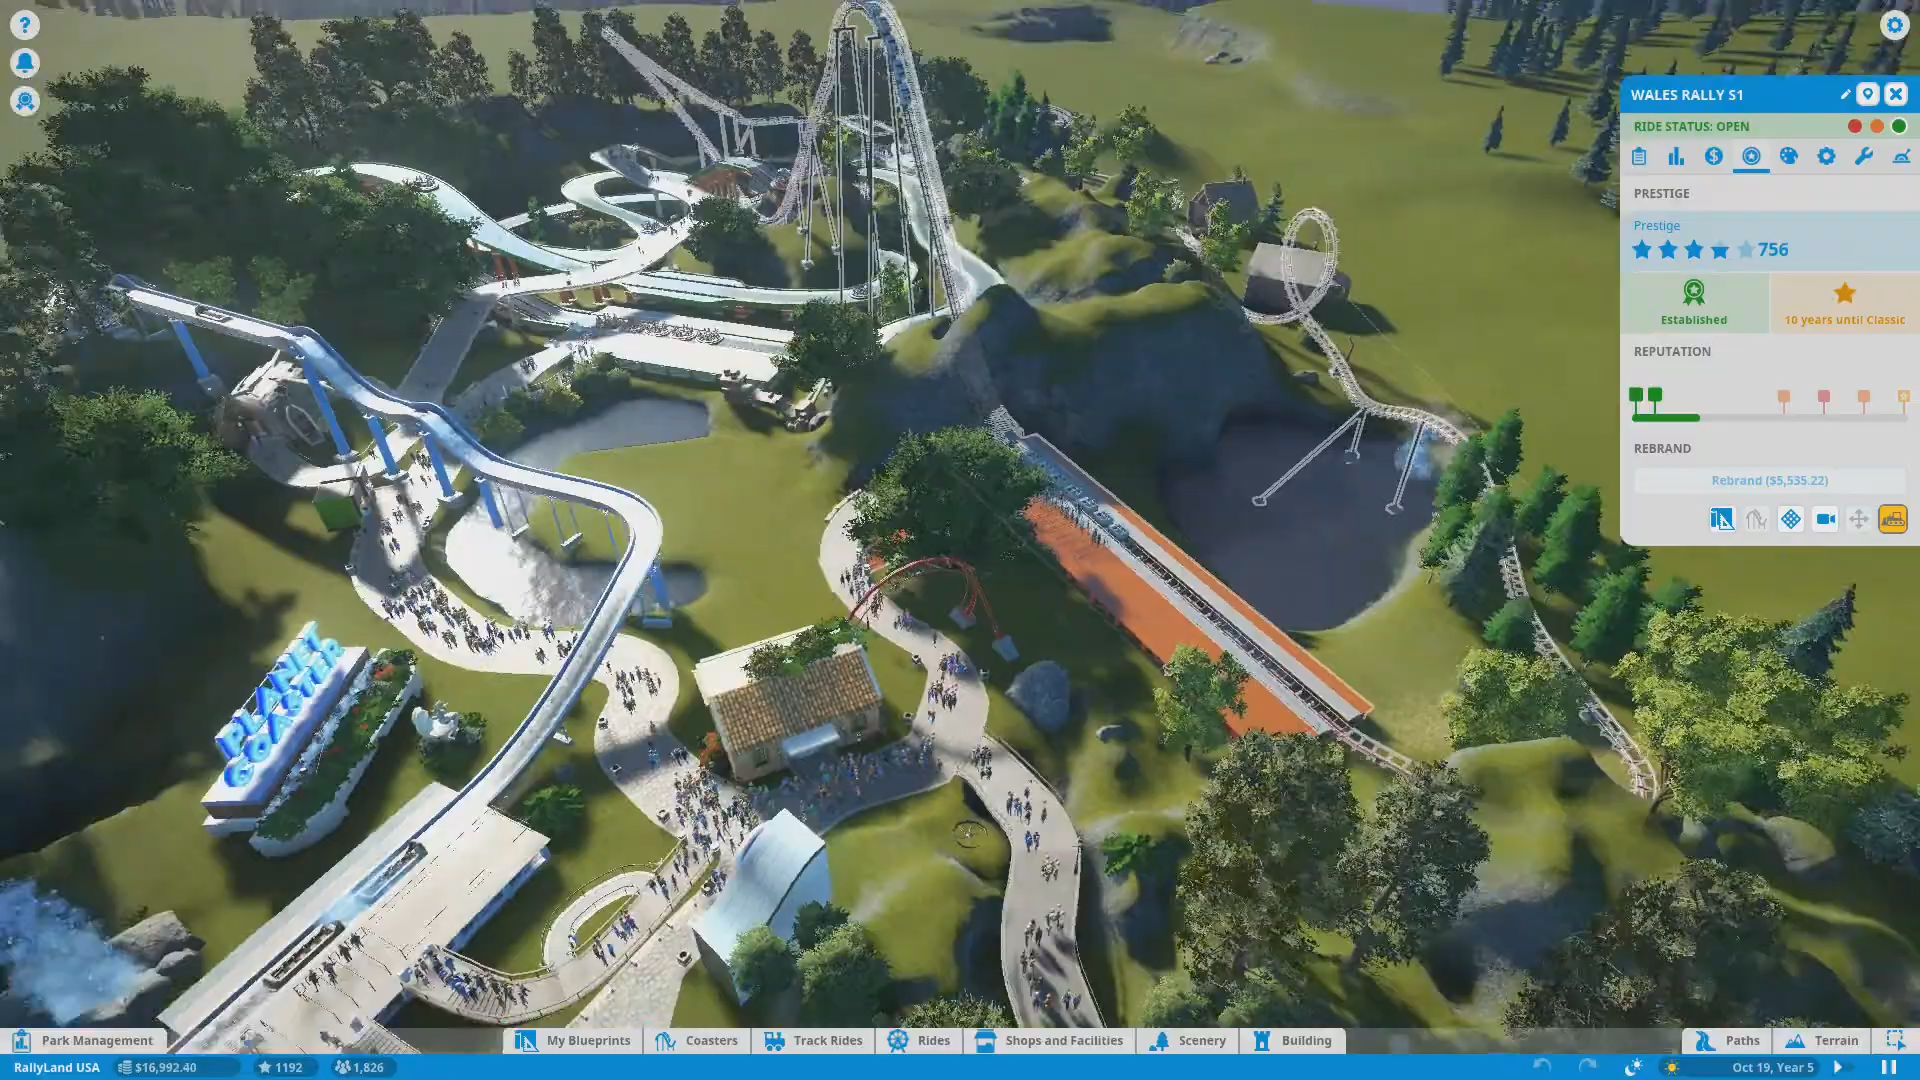 ?
WALES RALLY S1
RIDE STATUS: OPEN
PRESTIGE
Prestige
756
Established
10 years until Classic
REPUTATION
REBRAND
Rebrand ($5,535.22)
PLANET
COASTER
Park Management
My Blueprints
Coasters
Track Rides
Rides
Shops and Facilities
Scenery
Building
Paths
Terrain
RallyLand USA
$16,992.40
1192
1,826
Oct 19, Year 5